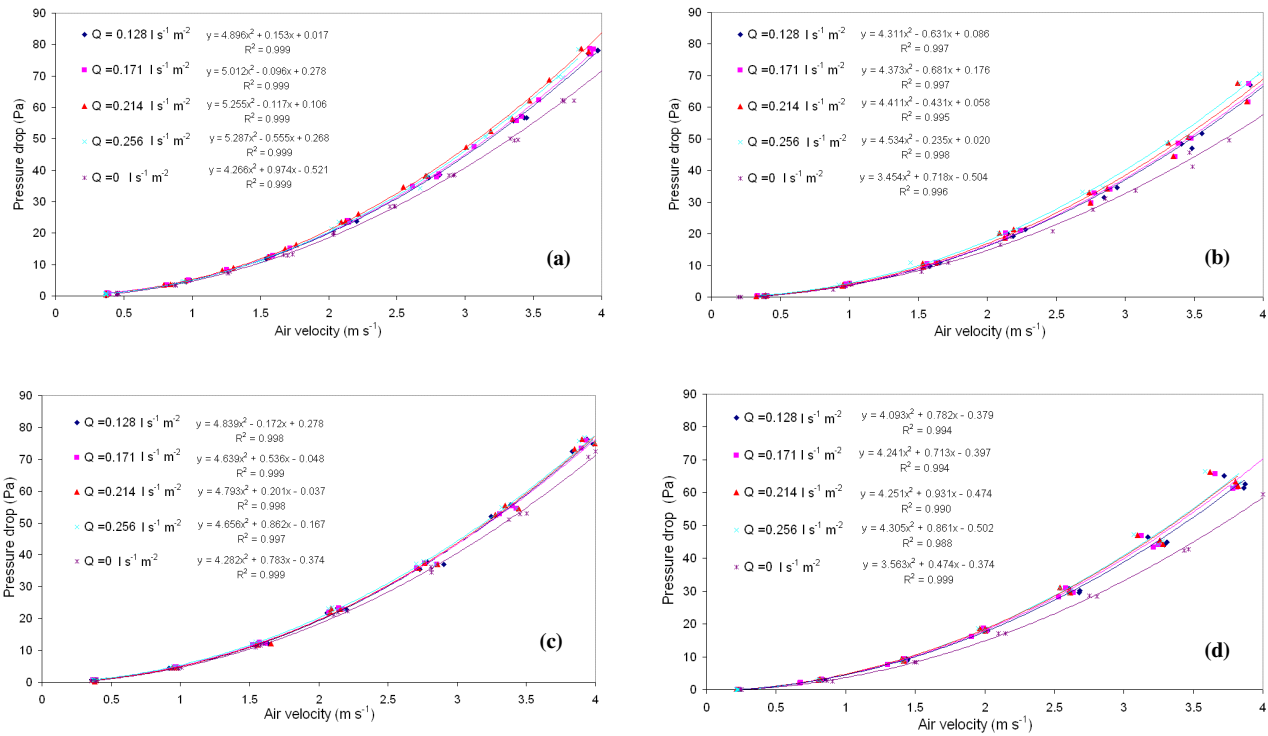 (a)
90
80
70
60
50
40
30
20
10
0
Pressure drop (Pa)
Q = 0.128 l s⁻¹ m⁻² y = 4.896x² + 0.153x + 0.017
R² = 0.999
Q =0.171 l s⁻¹ m⁻² y = 5.012x² - 0.096x + 0.278
R² = 0.999
Q =0.214 l s⁻¹ m⁻² y = 5.255x² - 0.117x + 0.106
R² = 0.999
Q =0.256 l s⁻¹ m⁻² y = 5.287x² - 0.555x + 0.268
R² = 0.999
Q =0 l s⁻¹ m⁻² y = 4.266x² + 0.974x - 0.521
R² = 0.999
0 0.5 1 1.5 2 2.5 3 3.5 4
Air velocity (m s⁻¹)
90
80
70
60
50
40
30
20
10
0
Pressure drop (Pa)
Q =0.128 l s⁻¹ m⁻² y = 4.311x² - 0.631x + 0.086
R² = 0.997
Q =0.171 l s⁻¹ m⁻² y = 4.373x² - 0.681x + 0.176
R² = 0.997
Q =0.214 l s⁻¹ m⁻² y = 4.411x² - 0.431x + 0.058
R² = 0.995
Q =0.256 l s⁻¹ m⁻² y = 4.534x² - 0.235x + 0.020
R² = 0.998
Q =0 l s⁻¹ m⁻² y = 3.454x² + 0.718x - 0.504
R² = 0.996
(b)
0 0.5 1 1.5 2 2.5 3 3.5 4
Air velocity (m s⁻¹)
90
80
70
60
50
40
30
20
10
0
Pressure drop (Pa)
Q =0.128 l s⁻¹ m⁻² y = 4.839x² - 0.172x + 0.278
R² = 0.998
Q =0.171 l s⁻¹ m⁻² y = 4.639x² + 0.536x - 0.048
R² = 0.999
Q =0.214 l s⁻¹ m⁻² y = 4.793x² + 0.201x - 0.037
R² = 0.998
Q =0.256 l s⁻¹ m⁻² y = 4.656x² + 0.862x - 0.167
R² = 0.997
Q =0 l s⁻¹ m⁻² y = 4.282x² + 0.783x - 0.374
R² = 0.999
(c)
0 0.5 1 1.5 2 2.5 3 3.5 4
Air velocity (m s⁻¹)
90
80
70
60
50
40
30
20
10
0
Pressure drop (Pa)
Q =0.128 l s⁻¹ m⁻² y = 4.093x² + 0.782x - 0.379
R² = 0.994
Q =0.171 l s⁻¹ m⁻² y = 4.241x² + 0.713x - 0.397
R² = 0.994
Q =0.214 l s⁻¹ m⁻² y = 4.251x² + 0.931x - 0.474
R² = 0.990
Q =0.256 l s⁻¹ m⁻² y = 4.305x² + 0.861x - 0.502
R² = 0.988
Q =0 l s⁻¹ m⁻² y = 3.563x² + 0.474x - 0.374
R² = 0.999
(d)
0 0.5 1 1.5 2 2.5 3 3.5 4
Air velocity (m s⁻¹)